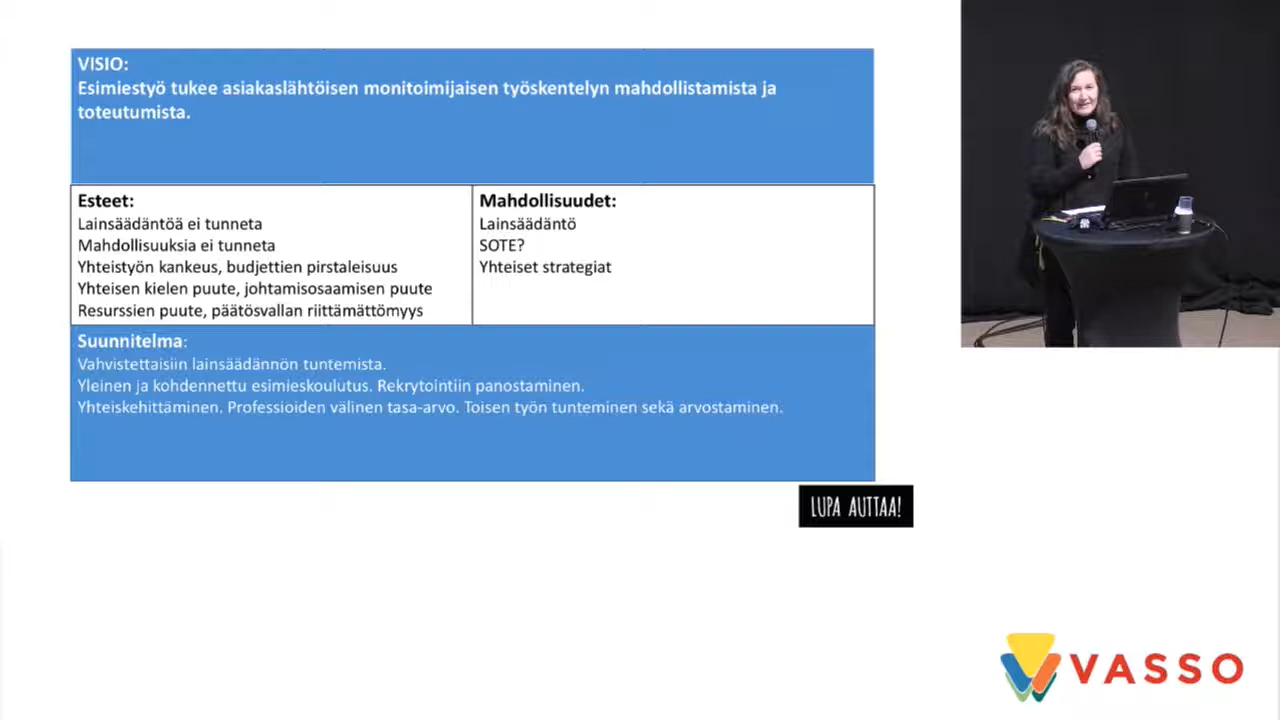 VISIO:
Esimiestyö tukee asiakaslähtöisen monitoimijaisen työskentelyn mahdollistamista ja
toteutumista.
Esteet:
Lainsäädäntöä ei tunneta
Mahdollisuuksia ei tunneta
Yhteistyön kankeus, budjettien pirstaleisuus
Yhteisen kielen puute, johtamisosaamisen puute
Resurssien puute, päätösvallan riittämättömyys
Mahdollisuudet:
Lainsäädäntö
SOTE?
Yhteiset strategiat
Suunnitelma:
Vahvistettaisiin lainsäädännön tuntemista.
Yleinen ja kohdennettu esimieskoulutus. Rekrytointiin panostaminen.
Yhteiskehittäminen. Professioiden välinen tasa-arvo. Toisen työn tunteminen sekä arvostaminen.
LUPA AUTTAA!
VASSO